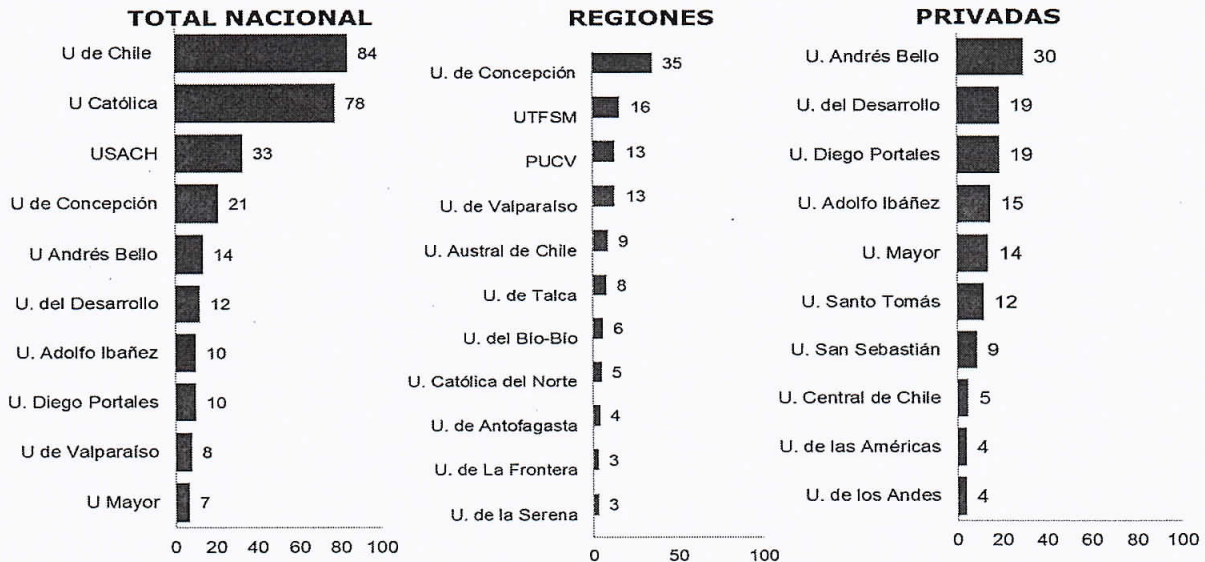 TOTAL NACIONAL
U de Chile 84
U Católica 78
USACH 33
U de Concepción 21
U Andrés Bello 14
U. del Desarrollo 12
U. Adolfo Ibañez 10
U. Diego Portales 10
U de Valparaíso 8
U Mayor 7
0 20 40 60 80 100
REGIONES
U. de Concepción 35
UTFSM 16
PUCV 13
U. de Valparaíso 13
U. Austral de Chile 9
U. de Talca 8
U. del Bío-Bío 6
U. Católica del Norte 5
U. de Antofagasta 4
U. de La Frontera 3
U. de la Serena 3
0 50 100
PRIVADAS
U. Andrés Bello 30
U. del Desarrollo 19
U. Diego Portales 19
U. Adolfo Ibáñez 15
U. Mayor 14
U. Santo Tomás 12
U. San Sebastián 9
U. Central de Chile 5
U. de las Américas 4
U. de los Andes 4
0 20 40 60 80 100